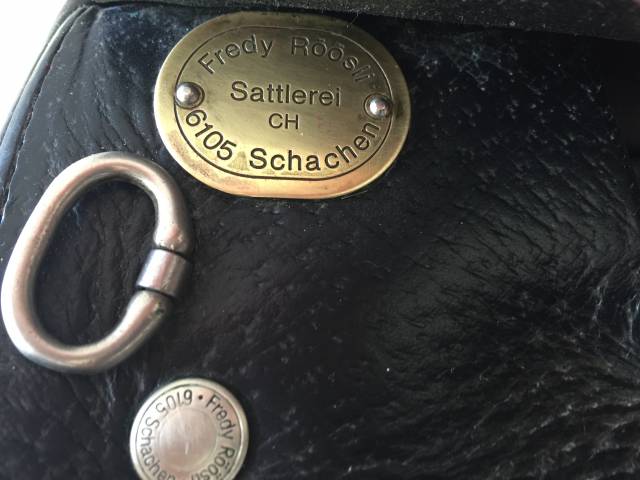 Fredy Röösli
Sattlerei
CH
6105 Schachen
Fredy Röösli
6105 Schachen